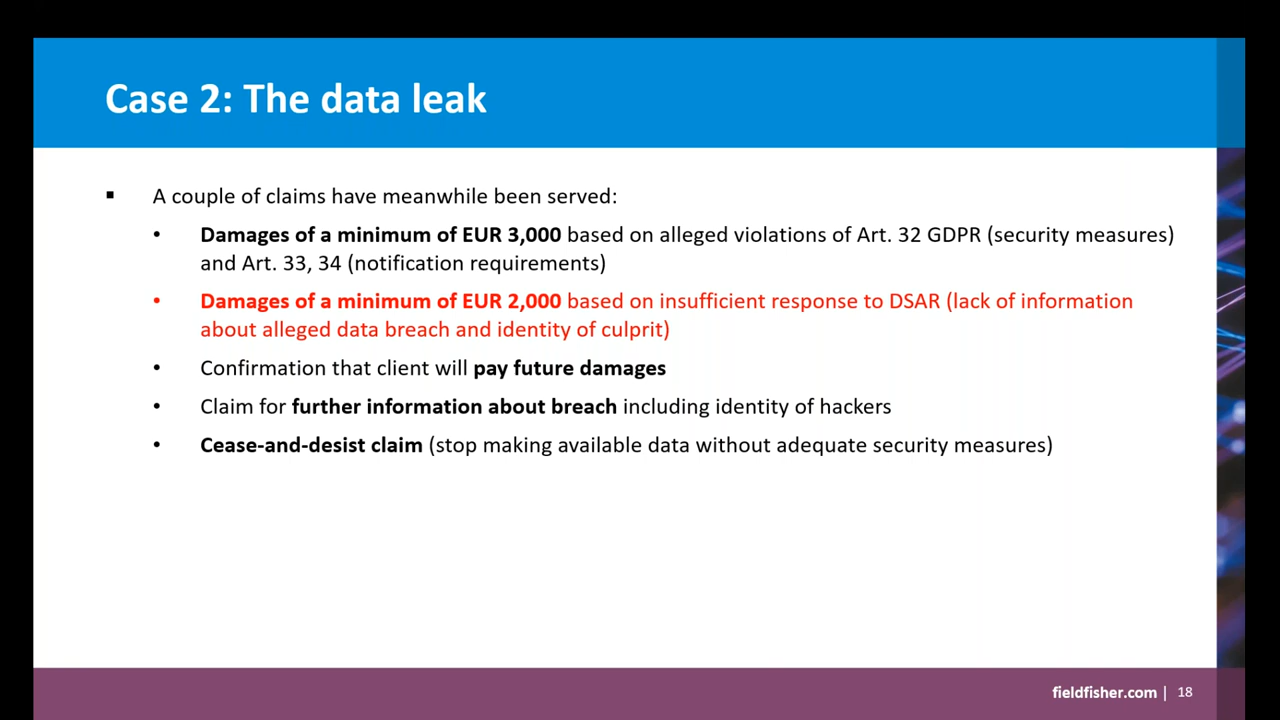 Case 2: The data leak
▪ A couple of claims have meanwhile been served:
• Damages of a minimum of EUR 3,000 based on alleged violations of Art. 32 GDPR (security measures)
and Art. 33, 34 (notification requirements)
• Damages of a minimum of EUR 2,000 based on insufficient response to DSAR (lack of information
about alleged data breach and identity of culprit)
• Confirmation that client will pay future damages
• Claim for further information about breach including identity of hackers
• Cease-and-desist claim (stop making available data without adequate security measures)
fieldfisher.com | 18